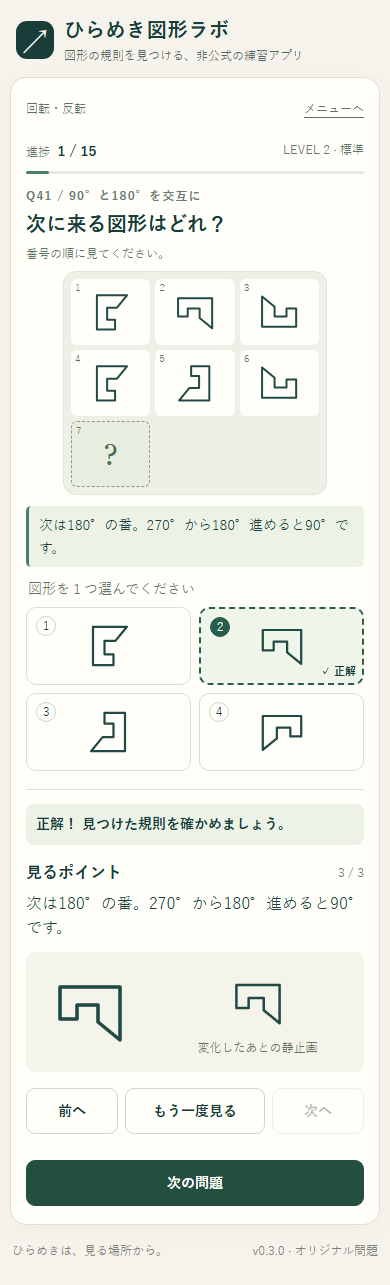 ひらめき図形ラボ
図形の規則を見つける、非公式の練習アプリ
回転・反転
メニューへ
進捗 1 / 15
LEVEL 2 · 標準
Q41 / 90°と180°を交互に
次に来る図形はどれ？
番号の順に見てください。
1
2
3
4
5
6
7
?
次は180°の番。270°から180°進めると90°で
す。
図形を1つ選んでください
1
2
✓ 正解
3
4
正解！ 見つけた規則を確かめましょう。
見るポイント
3 / 3
次は180°の番。270°から180°進めると90°
です。
変化したあとの静止画
前へ
もう一度見る
次へ
次の問題
ひらめきは、見る場所から。
v0.3.0 · オリジナル問題